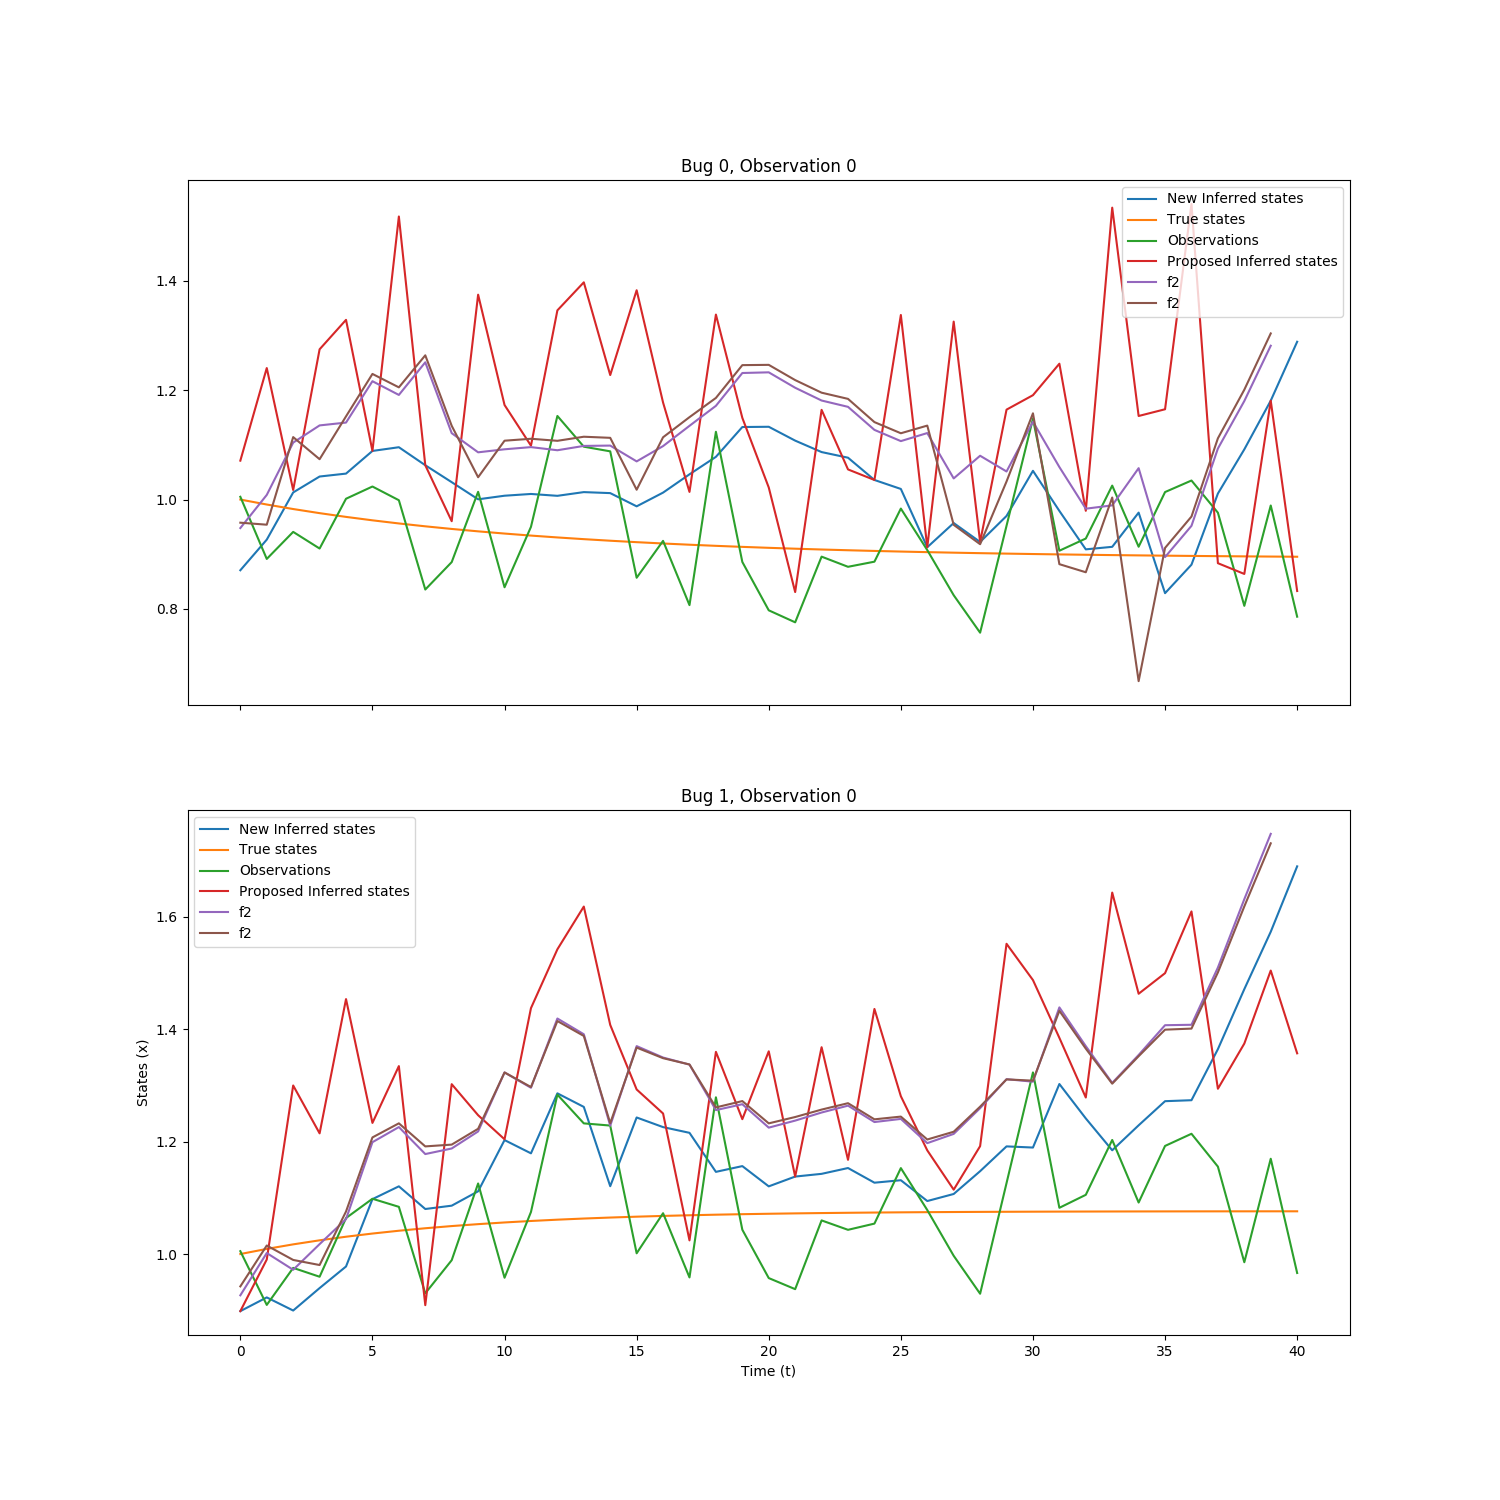 Bug 0, Observation 0
New Inferred states
True states
Observations
Proposed Inferred states
f2
f2
1.4
1.2
1.0
0.8
Bug 1, Observation 0
New Inferred states
True states
Observations
Proposed Inferred states
f2
f2
1.6
1.4
1.2
1.0
States (x)
0 5 10 15 20 25 30 35 40
Time (t)